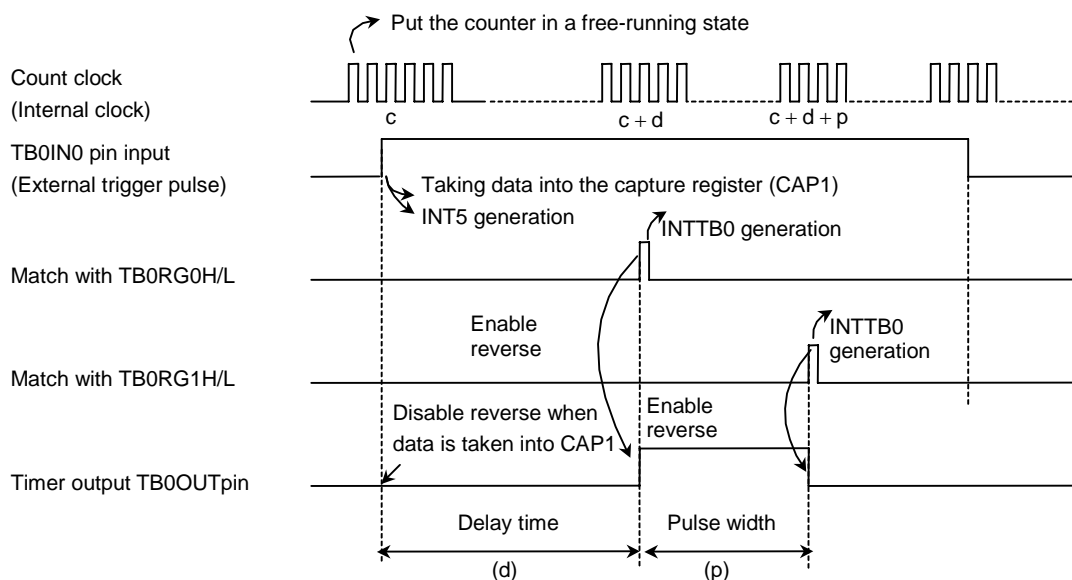 Put the counter in a free-running state
Count clock
(Internal clock)
c
c + d
c + d + p
TB0IN0 pin input
(External trigger pulse)
Taking data into the capture register (CAP1)
INT5 generation
INTTB0 generation
Match with TB0RG0H/L
Enable
reverse
INTTB0
generation
Match with TB0RG1H/L
Disable reverse when
data is taken into CAP1
Enable
reverse
Timer output TB0OUTpin
Delay time
Pulse width
(d)
(p)